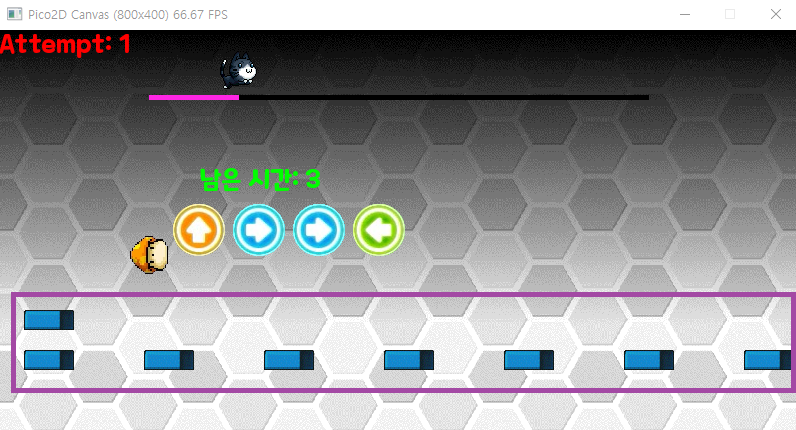 Pico2D Canvas (800x400) 66.67 FPS
Attempt: 1
남은 시간: 3